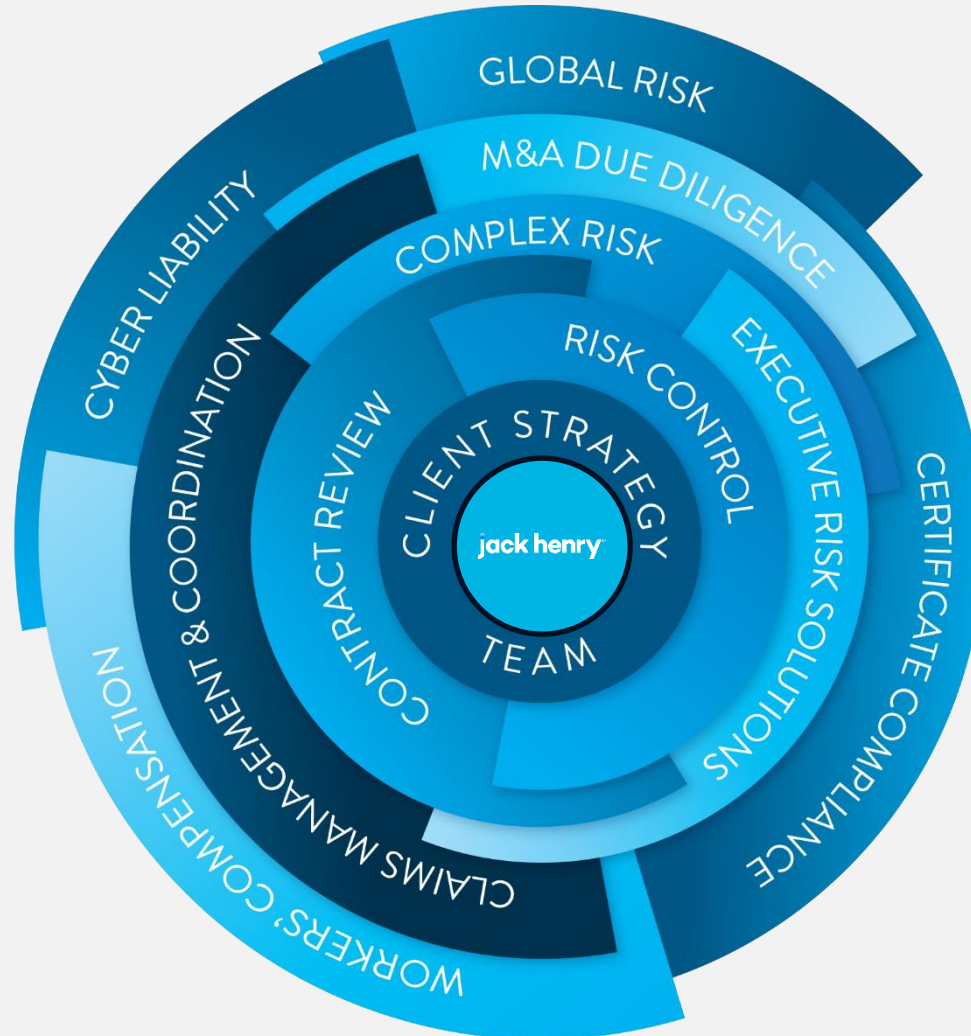 GLOBAL RISK
M&A DUE DILIGENCE
COMPLEX RISK
RISK CONTROL
CLIENT STRATEGY
TEAM
jack henry™
EXECUTIVE RISK SOLUTIONS
CERTIFICATE COMPLIANCE
CYBER LIABILITY
CLAIMS MANAGEMENT & COORDINATION
CONTRACT REVIEW
WORKERS' COMPENSATION